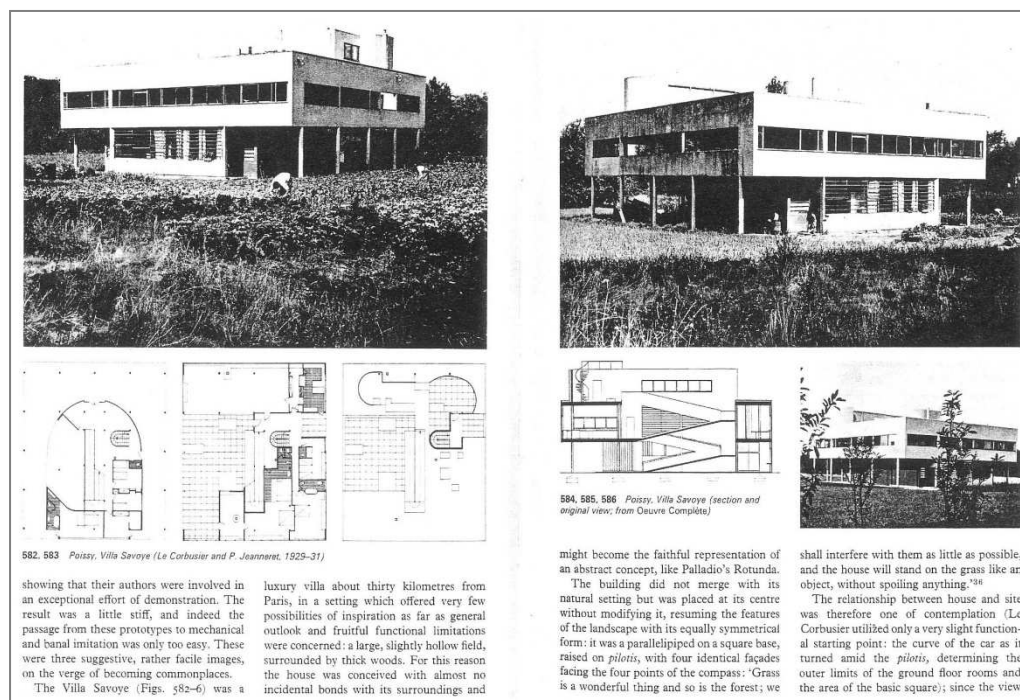 582, 583 Poissy, Villa Savoye (Le Corbusier and P. Jeanneret, 1929–31)
showing that their authors were involved in
an exceptional effort of demonstration. The
result was a little stiff, and indeed the
passage from these prototypes to mechanical
and banal imitation was only too easy. These
were three suggestive, rather facile images,
on the verge of becoming commonplaces.
The Villa Savoye (Figs. 582–6) was a
luxury villa about thirty kilometres from
Paris, in a setting which offered very few
possibilities of inspiration as far as general
outlook and fruitful functional limitations
were concerned: a large, slightly hollow field,
surrounded by thick woods. For this reason
the house was conceived with almost no
incidental bonds with its surroundings and
584, 585, 586 Poissy, Villa Savoye (section and
original view; from Oeuvre Complète)
might become the faithful representation of
an abstract concept, like Palladio's Rotunda.
The building did not merge with its
natural setting but was placed at its centre
without modifying it, resuming the features
of the landscape with its equally symmetrical
form: it was a parallelipiped on a square base,
raised on pilotis, with four identical façades
facing the four points of the compass: 'Grass
is a wonderful thing and so is the forest; we
shall interfere with them as little as possible,
and the house will stand on the grass like an
object, without spoiling anything.'36
The relationship between house and site
was therefore one of contemplation (Le
Corbusier utilized only a very slight function-
al starting point: the curve of the car as it
turned amid the pilotis, determining the
outer limits of the ground floor rooms and
the area of the basic square); since the view